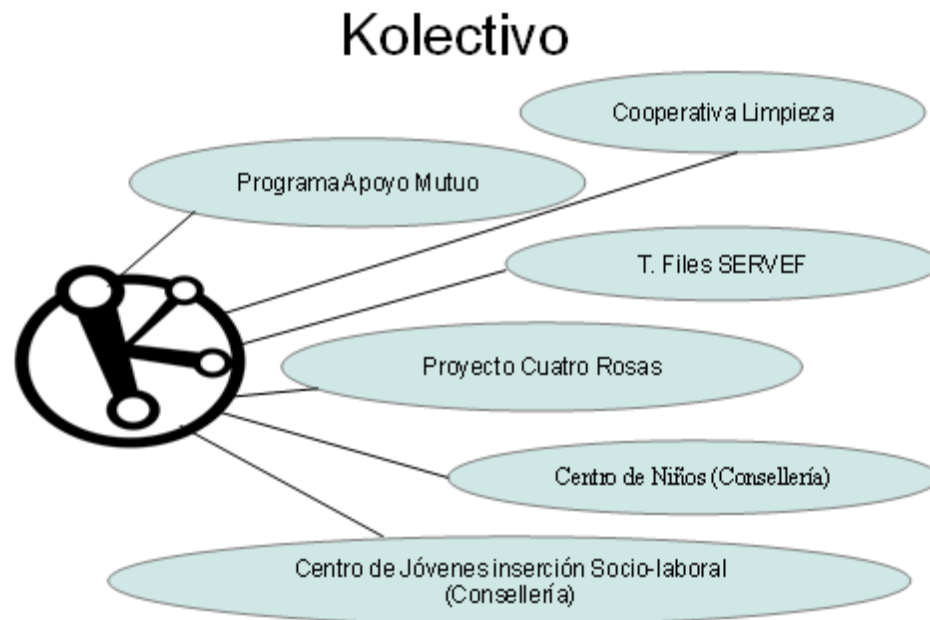 Kolectivo
Cooperativa Limpieza
Programa Apoyo Mutuo
T. Files SERVEF
Proyecto Cuatro Rosas
Centro de Niños (Consellería)
Centro de Jóvenes inserción Socio-laboral
(Consellería)